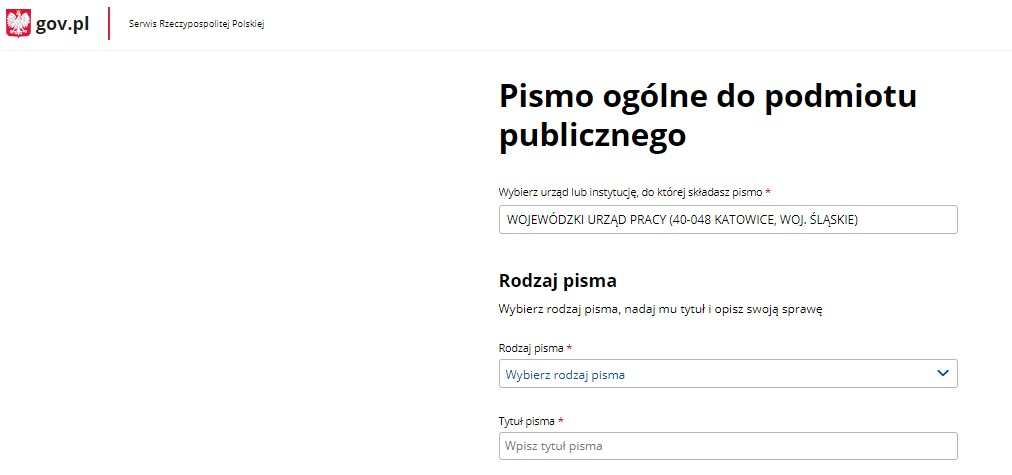 gov.pl
Serwis Rzeczypospolitej Polskiej
Pismo ogólne do podmiotu
publicznego
Wybierz urząd lub instytucję, do której składasz pismo *
WOJEWÓDZKI URZĄD PRACY (40-048 KATOWICE, WOJ. ŚLĄSKIE)
Rodzaj pisma
Wybierz rodzaj pisma, nadaj mu tytuł i opisz swoją sprawę
Rodzaj pisma *
Wybierz rodzaj pisma
Tytuł pisma *
Wpisz tytuł pisma